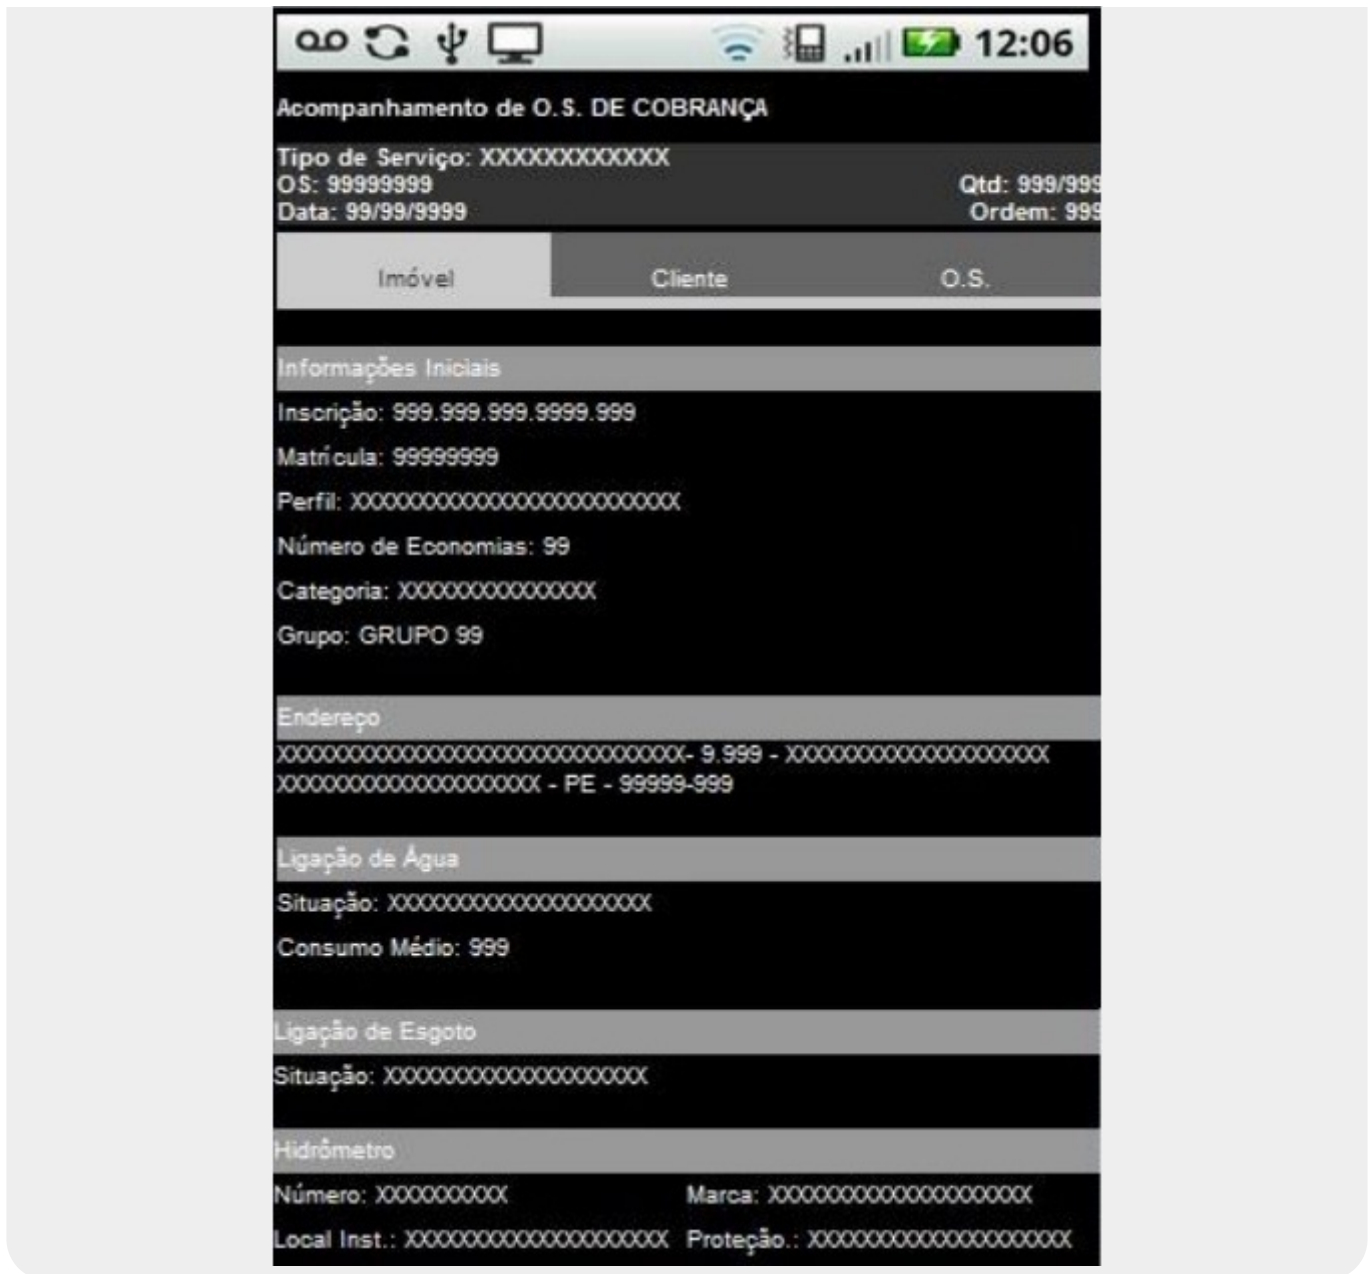 12:06
Acompanhamento de O.S. DE COBRANÇA
Tipo de Serviço: XXXXXXXXXXXX
OS: 99999999 Qtd: 999/999
Data: 99/99/9999 Ordem: 999
Imóvel Cliente O.S.
Informações Iniciais
Inscrição: 999.999.999.9999.999
Matrícula: 99999999
Perfil: XXXXXXXXXXXXXXXXXXXXXXXXX
Número de Economias: 99
Categoria: XXXXXXXXXXXXXXX
Grupo: GRUPO 99
Endereço
XXXXXXXXXXXXXXXXXXXXXXXXXXXXXXX- 9.999 - XXXXXXXXXXXXXXXXXXXX
XXXXXXXXXXXXXXXXXXXX - PE - 99999-999
Ligação de Água
Situação: XXXXXXXXXXXXXXXXXXXX
Consumo Médio: 999
Ligação de Esgoto
Situação: XXXXXXXXXXXXXXXXXXXX
Hidrômetro
Número: XXXXXXXXXX Marca: XXXXXXXXXXXXXXXXXXXX
Local Inst.: XXXXXXXXXXXXXXXXXXXX Proteção.: XXXXXXXXXXXXXXXXXXXX